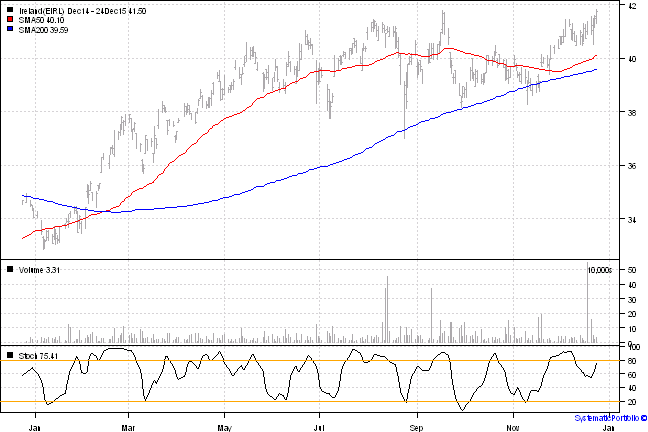 Ireland(EIRL) Dec14 - 24Dec15 41.50
SMA50 40.10
SMA200 39.59
42
40
38
36
34
Volume 3.31
10,000s
50
40
30
20
10
0
Stoch 75.41
100
80
60
40
20
Jan Mar May Jul Sep Nov Jan
SystematicPortfolio ©